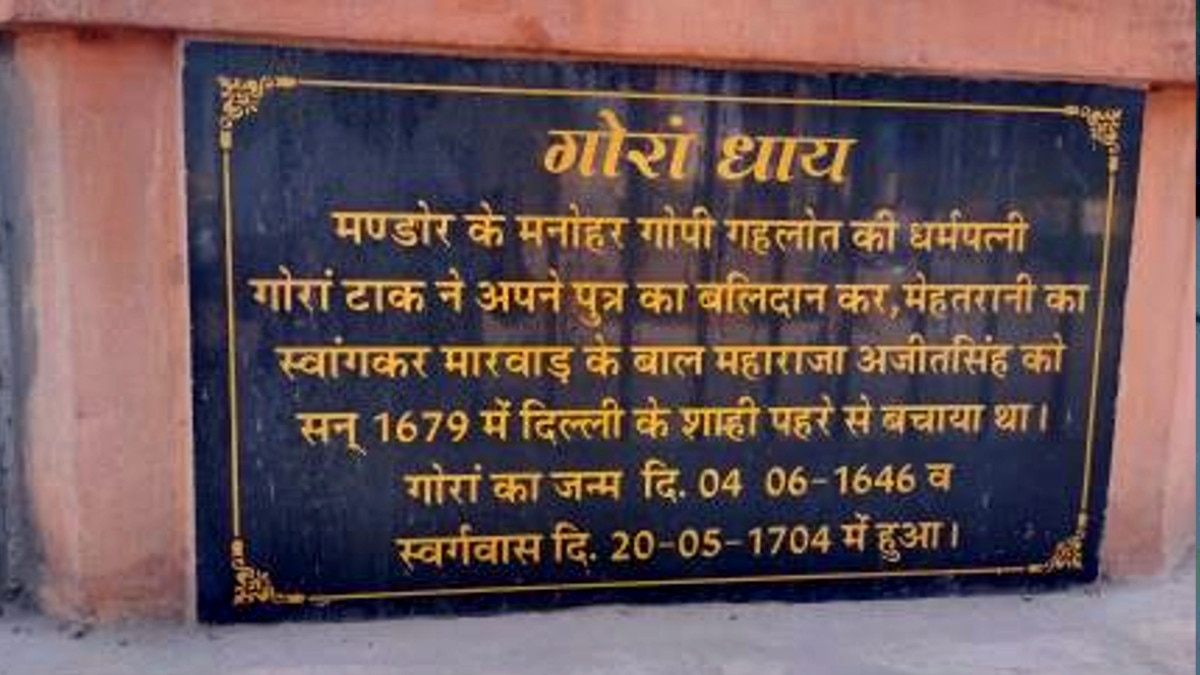 गोरां धाय
मण्डोर के मनोहर गोपी गहलोत की धर्मपत्नी
गोरां टाक ने अपने पुत्र का बलिदान कर, मेहतरानी का
स्वांगकर मारवाड़ के बाल महाराजा अजीतसिंह को
सन् 1679 में दिल्ली के शाही पहरे से बचाया था।
गोरां का जन्म दि. 04 06-1646 व
स्वर्गवास दि. 20-05-1704 में हुआ।